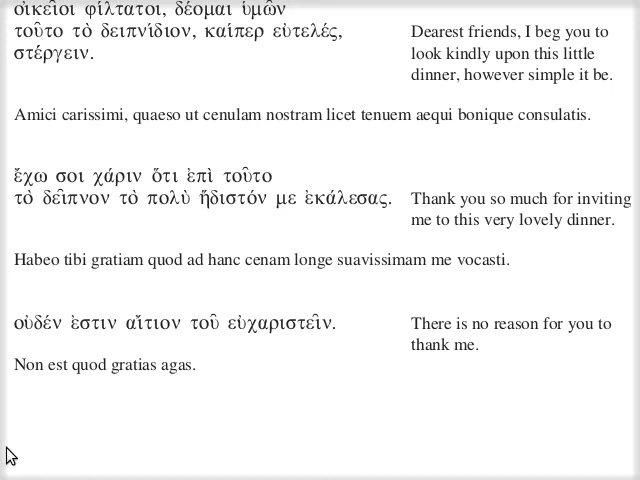 οἰκεῖοι φίλτατοι, δέομαι ὑμῶν
τοῦτο τὸ δειπνίδιον, καίπερ εὐτελές,
στέργειν.
Dearest friends, I beg you to
look kindly upon this little
dinner, however simple it be.
Amici carissimi, quaeso ut cenulam nostram licet tenuem aequi bonique consulatis.
ἔχω σοι χάριν ὅτι ἐπὶ τοῦτο
τὸ δεῖπνον τὸ πολὺ ἥδιστόν με ἐκάλεσας.
Thank you so much for inviting
me to this very lovely dinner.
Habeo tibi gratiam quod ad hanc cenam longe suavissimam me vocasti.
οὐδέν ἐστιν αἴτιον τοῦ εὐχαριστεῖν.
There is no reason for you to
thank me.
Non est quod gratias agas.